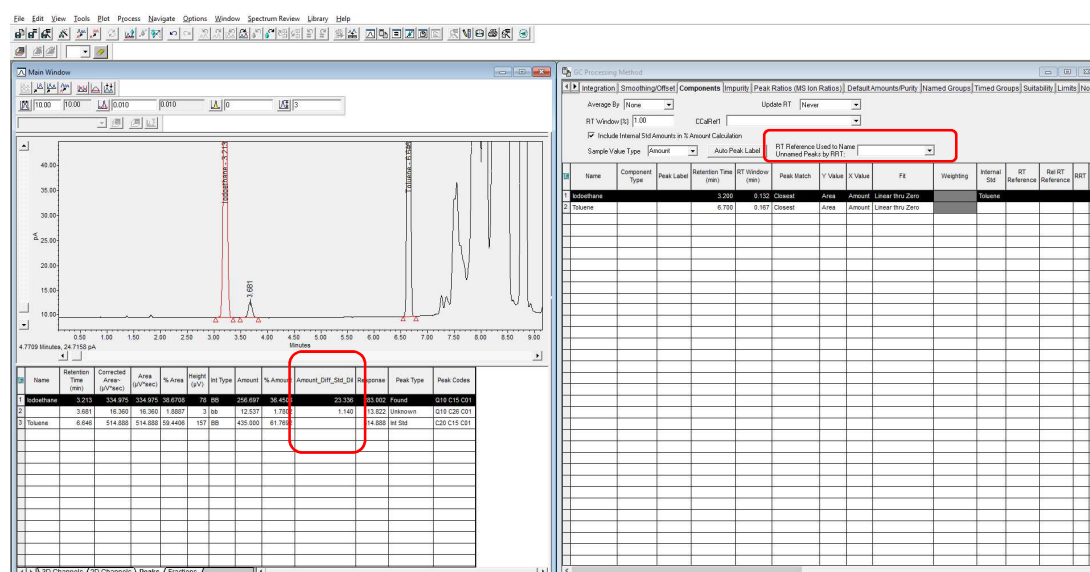 File Edit View Tools Plot Process Navigate Options Window Spectrum Review Library Help
Main Window
10.00 10.00 0.010 0.010 0 3
40.00
35.00
30.00
25.00
20.00
15.00
10.00
pA
Iodoethane - 3.213
3.681
Toluene - 6.646
0.50 1.00 1.50 2.00 2.50 3.00 3.50 4.00 4.50 5.00 5.50 6.00 6.50 7.00 7.50 8.00 8.50 9.00
Minutes
4.7709 Minutes, 24.7158 pA
Name Retention Time (min) Corrected Area~ (µV*sec) Area (µV*sec) % Area Height (µV) Int Type Amount % Amount Amount_Diff_Std_Dil Response Peak Type Peak Codes
1 Iodoethane 3.213 334.975 334.975 38.6708 78 BB 256.697 23.336 Found Q10 C15 C01
2 3.681 16.360 16.360 1.8887 3 bb 12.537 1.140 13.822 Unknown Q10 C26 C01
3 Toluene 6.646 514.888 514.888 59.4406 157 BB 435.000 Int Std C20 C15 C01
2D Channels Peaks Fractions
GC Processing Method
Integration Smoothing/Offset Components Impurity Peak Ratios (MS Ion Ratios) Default Amounts/Purity Named Groups Timed Groups Suitability Limits No
Average By None Update RT Never
RT Window (%) 1.00 CCalRef1
Include Internal Std Amounts in % Amount Calculation
Sample Value Type Amount Auto Peak Label RT Reference Used to Name Unnamed Peaks by RRT:
Name Component Type Peak Label Retention Time (min) RT Window (min) Peak Match Y Value X Value Fit Weighting Internal Std RT Reference Rel RT Reference RRT
1 Iodoethane 3.200 0.132 Closest Area Amount Linear thru Zero Toluene
2 Toluene 6.700 0.167 Closest Area Amount Linear thru Zero